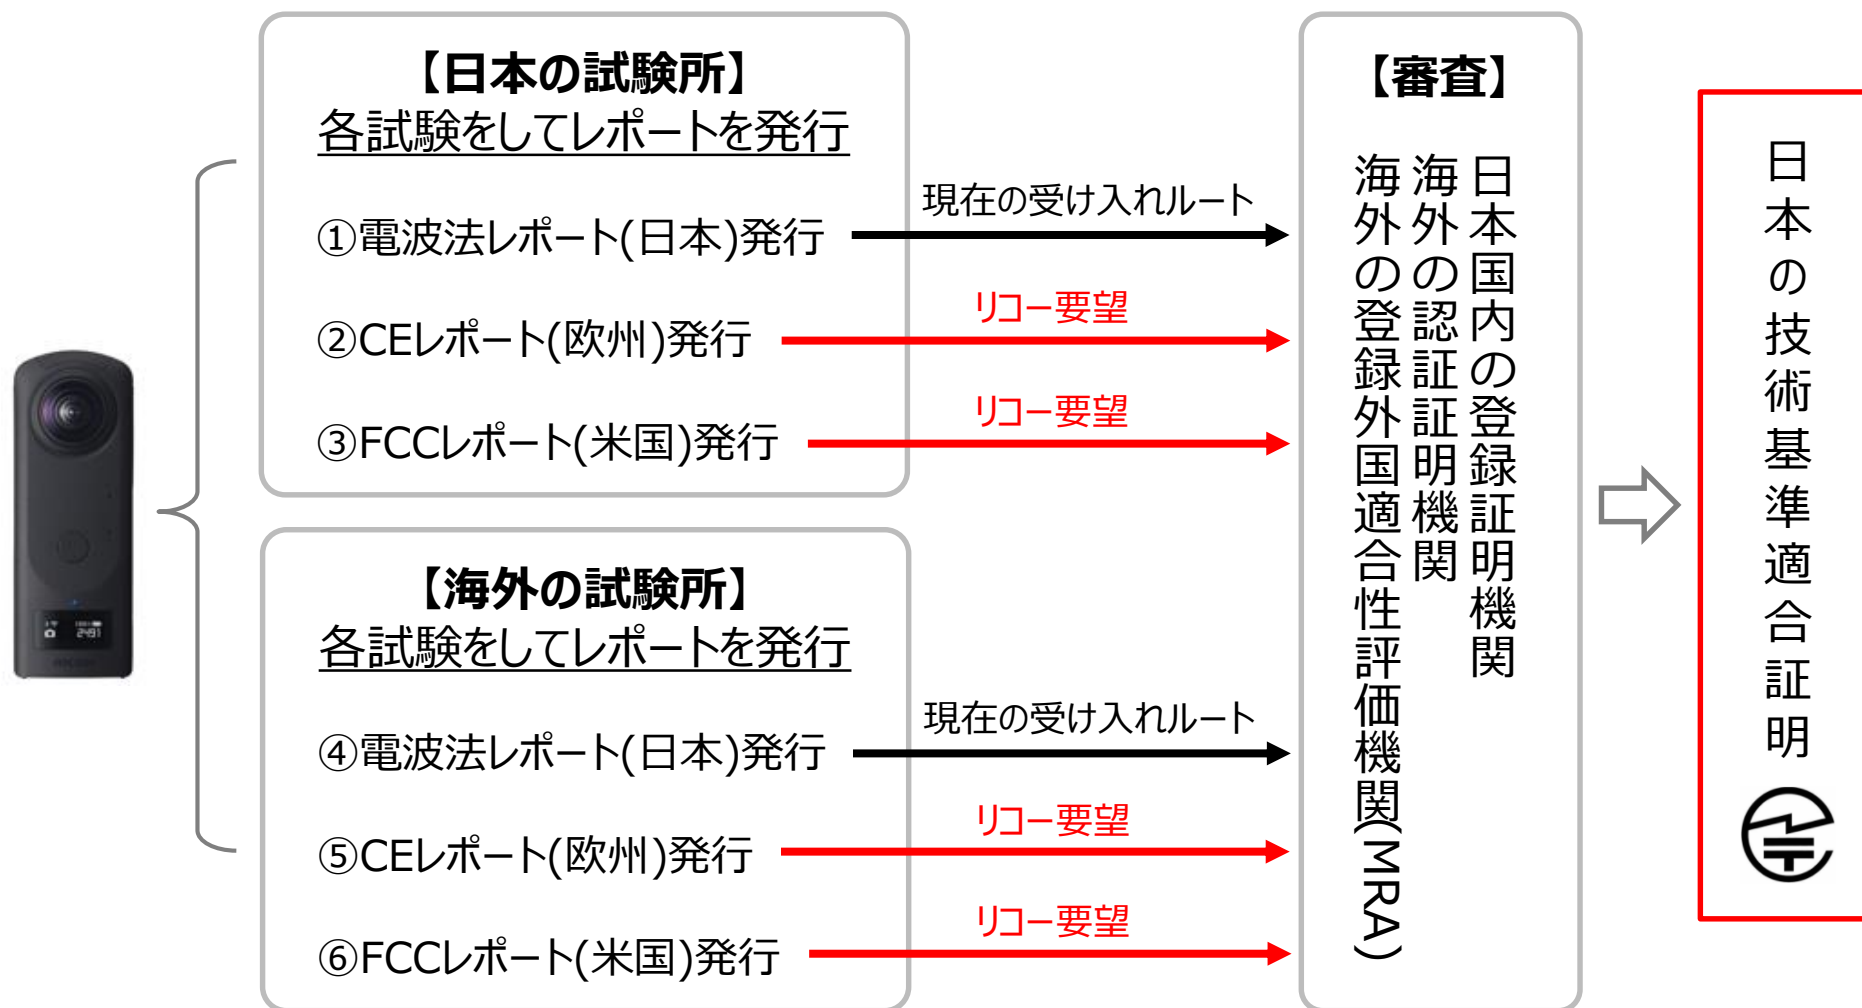 【日本の試験所】
各試験をしてレポートを発行
①電波法レポート(日本)発行
現在の受け入れルート
②CEレポート(欧州)発行
リコー要望
③FCCレポート(米国)発行
リコー要望
【海外の試験所】
各試験をしてレポートを発行
④電波法レポート(日本)発行
現在の受け入れルート
⑤CEレポート(欧州)発行
リコー要望
⑥FCCレポート(米国)発行
リコー要望
【審査】
日本国内の登録証明機関
海外の認証証明機関
海外の登録外国適合性評価機関(MRA)
日本の技術基準適合証明